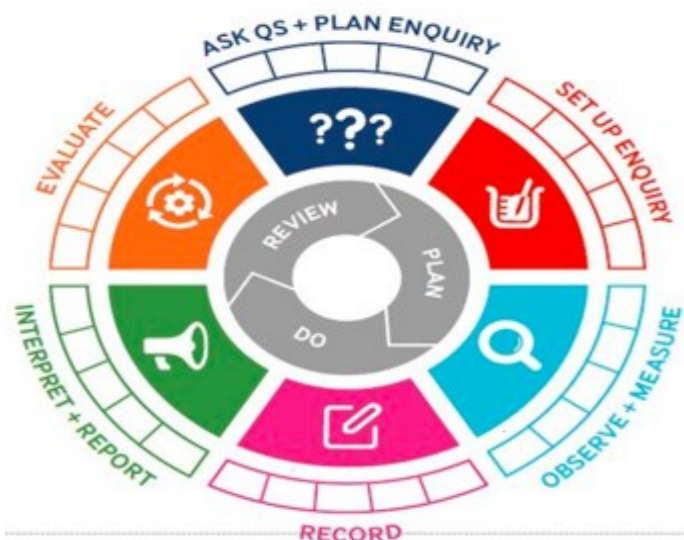 ASK QS + PLAN ENQUIRY
???
SET UP ENQUIRY
OBSERVE + MEASURE
RECORD
INTERPRET + REPORT
EVALUATE
REVIEW
PLAN
DO